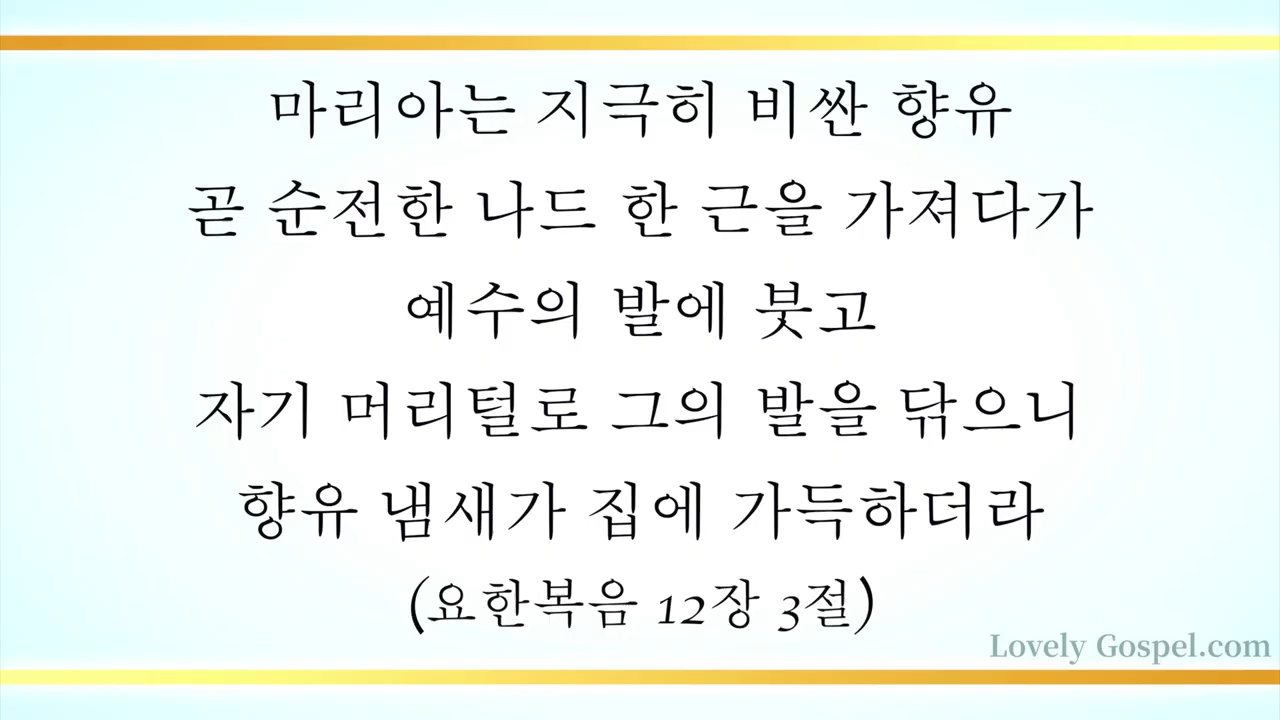 마리아는 지극히 비싼 향유
곧 순전한 나드 한 근을 가져다가
예수의 발에 붓고
자기 머리털로 그의 발을 닦으니
향유 냄새가 집에 가득하더라
(요한복음 12장 3절)
Lovely Gospel.com